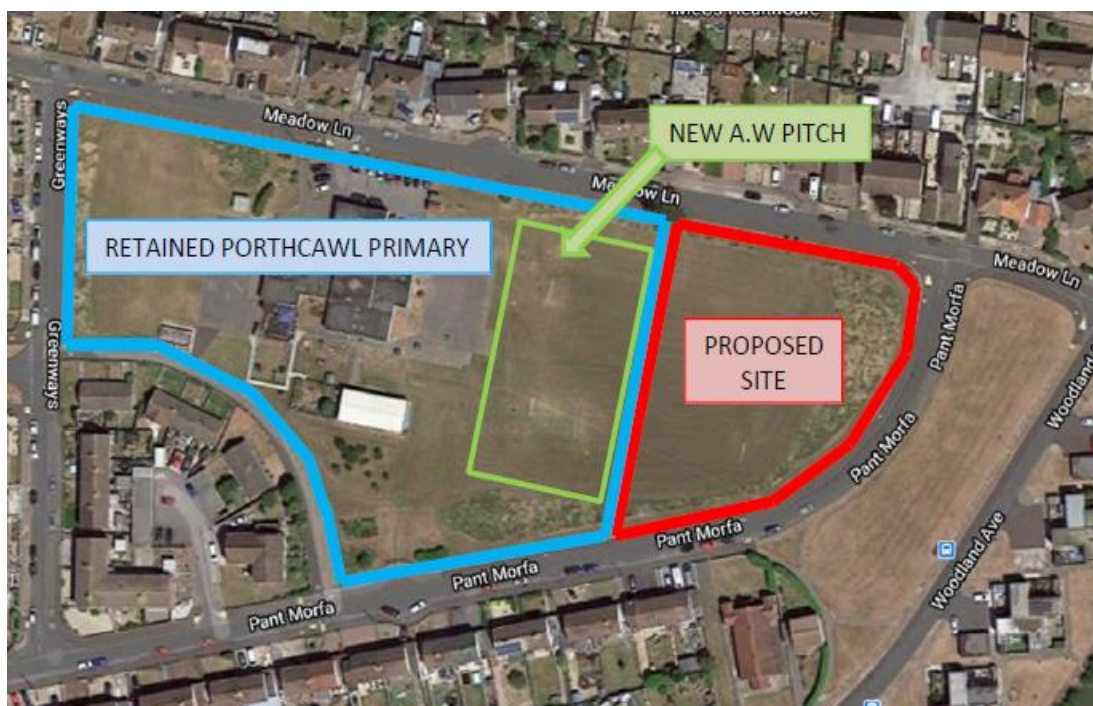 Greenways
Meadow Ln
NEW A.W PITCH
Meadow Ln
RETAINED PORTHCAWL PRIMARY
Meadow Ln
PROPOSED
SITE
Pant Morfa
Greenways
Pant Morfa
Woodland Ave
Pant Morfa
Pant Morfa
Pant Morfa